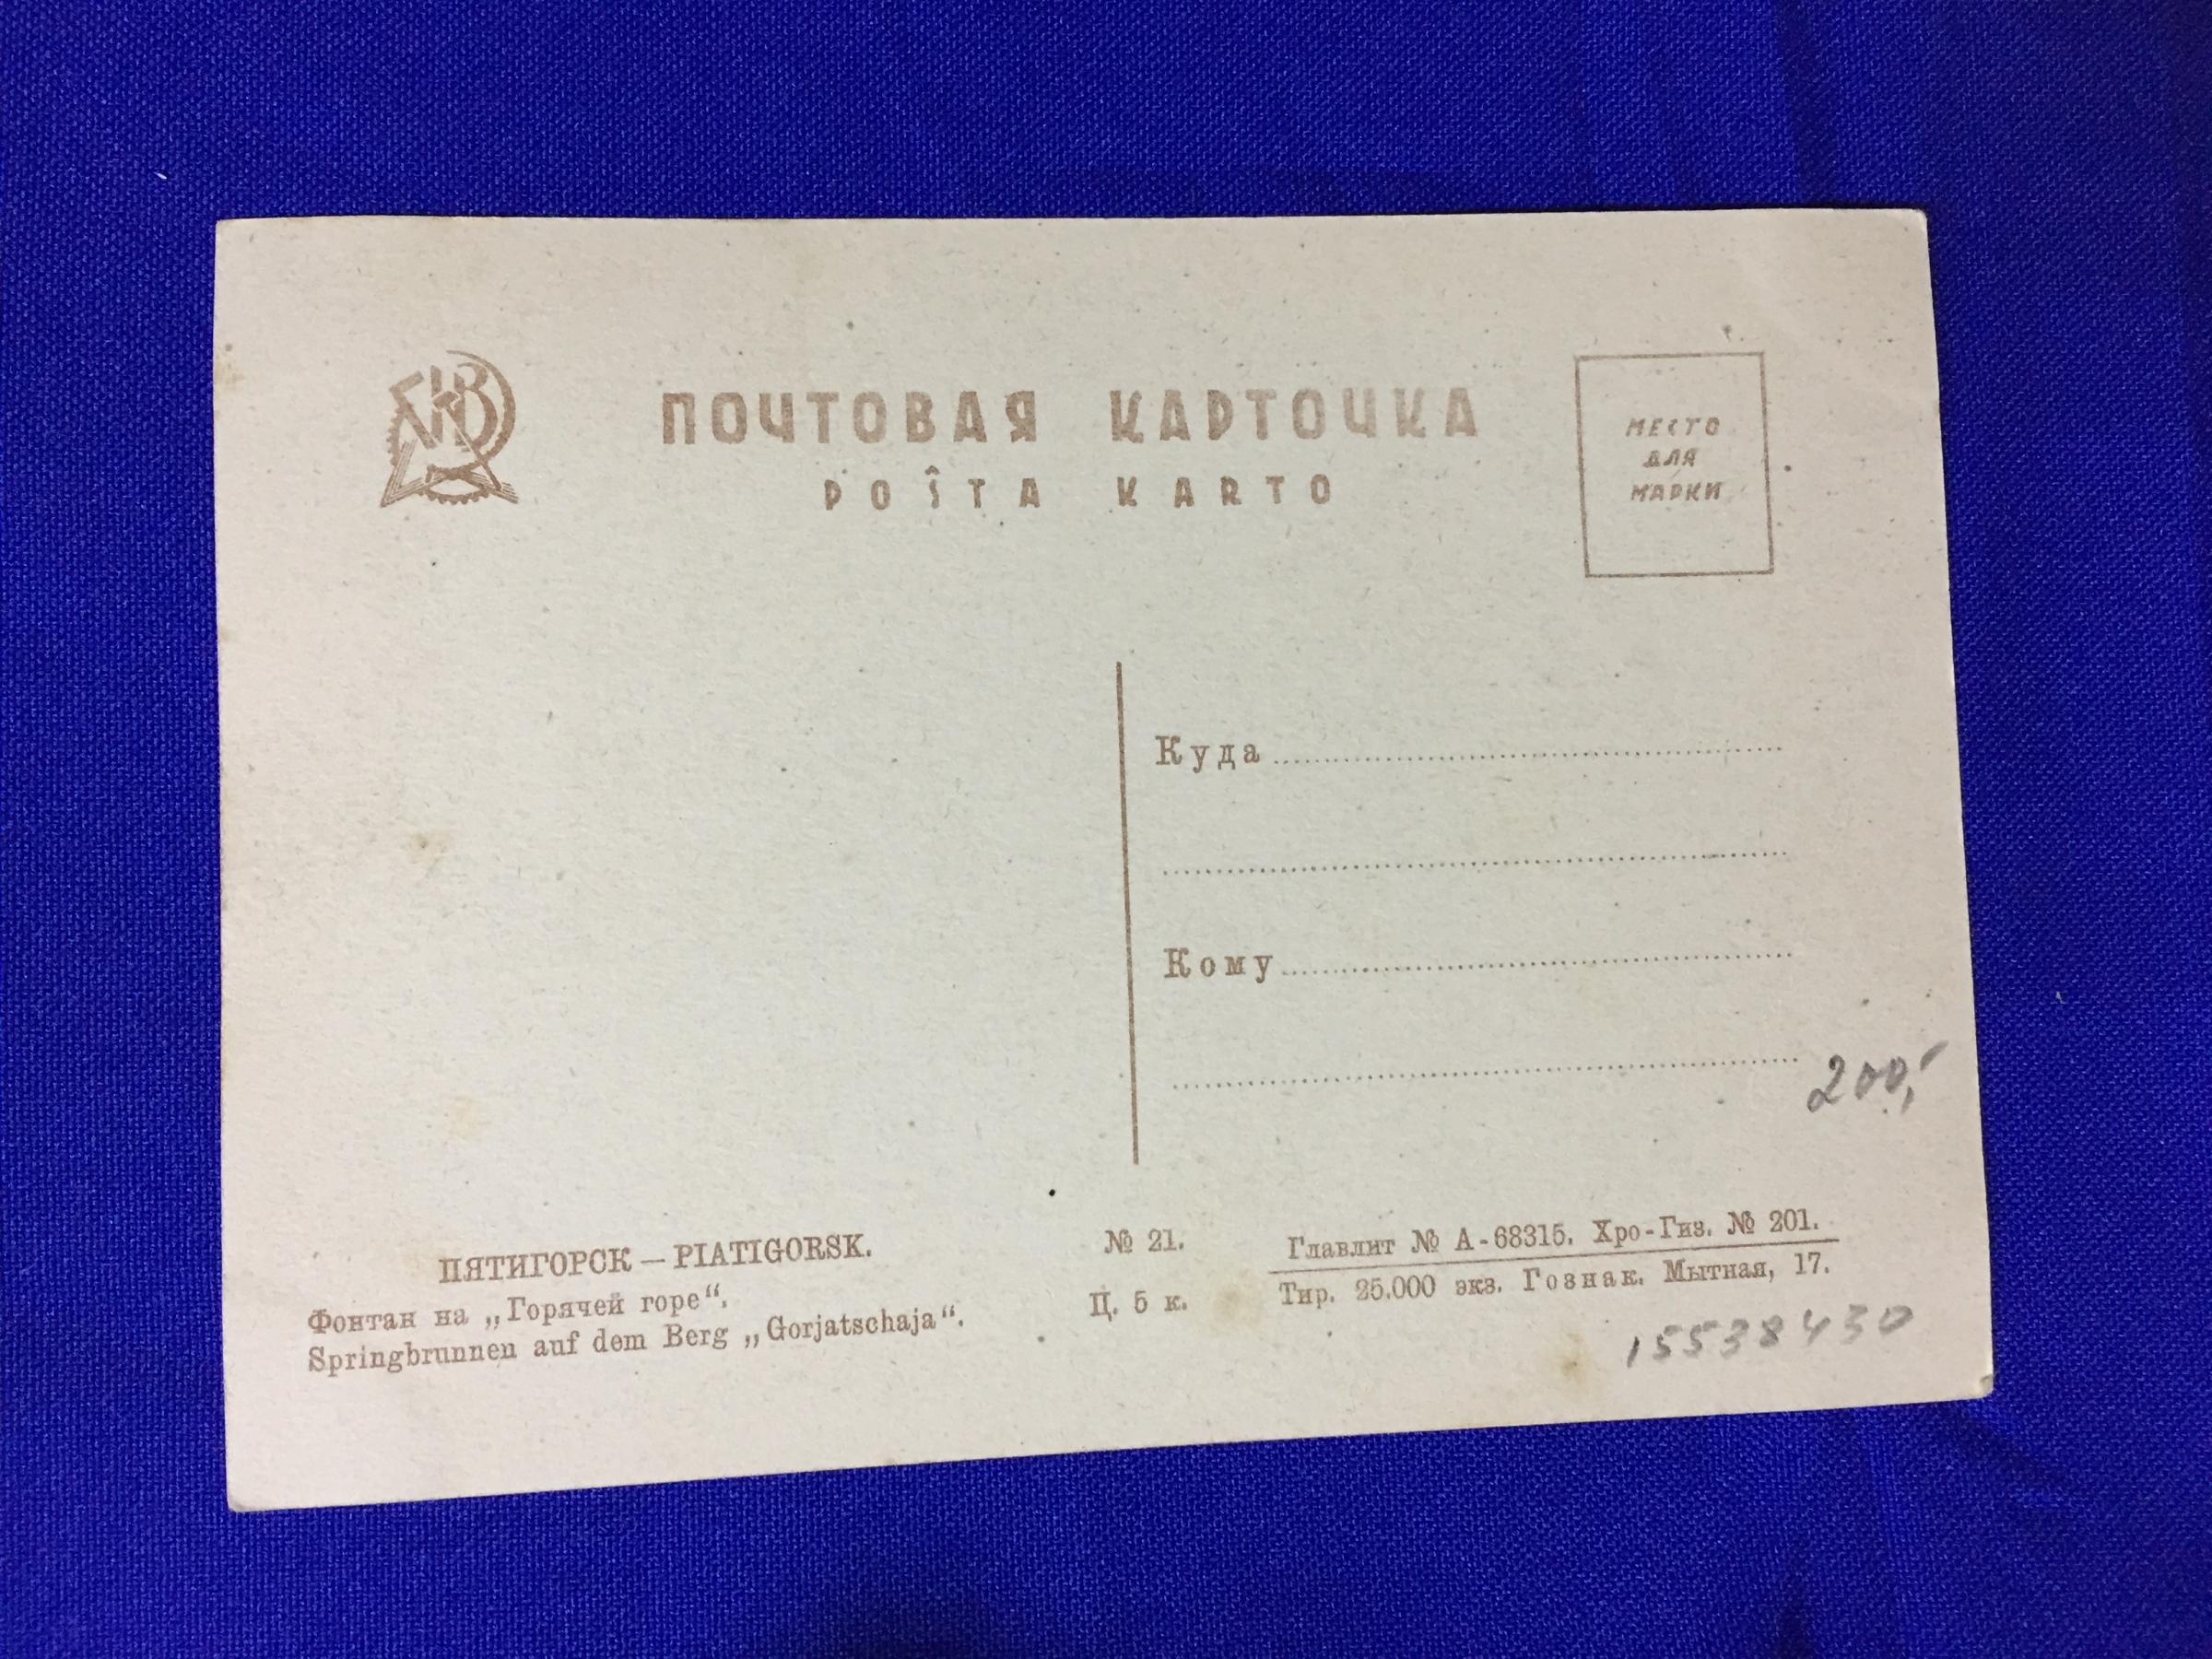 ПОЧТОВАЯ КАРТОЧКА
POŜTA KARTO
МЕСТО
ДЛЯ
МАРКИ
Куда
Кому
200,-
ПЯТИГОРСК — PIATIGORSK.
Фонтан на „Горячей горе“.
Springbrunnen auf dem Berg „Gorjatschaja“.
№ 21.
Ц. 5 к.
Главлит № А-68315. Хро-Гиз. № 201.
Тир. 25.000 экз. Гознак. Мытная, 17.
15538430